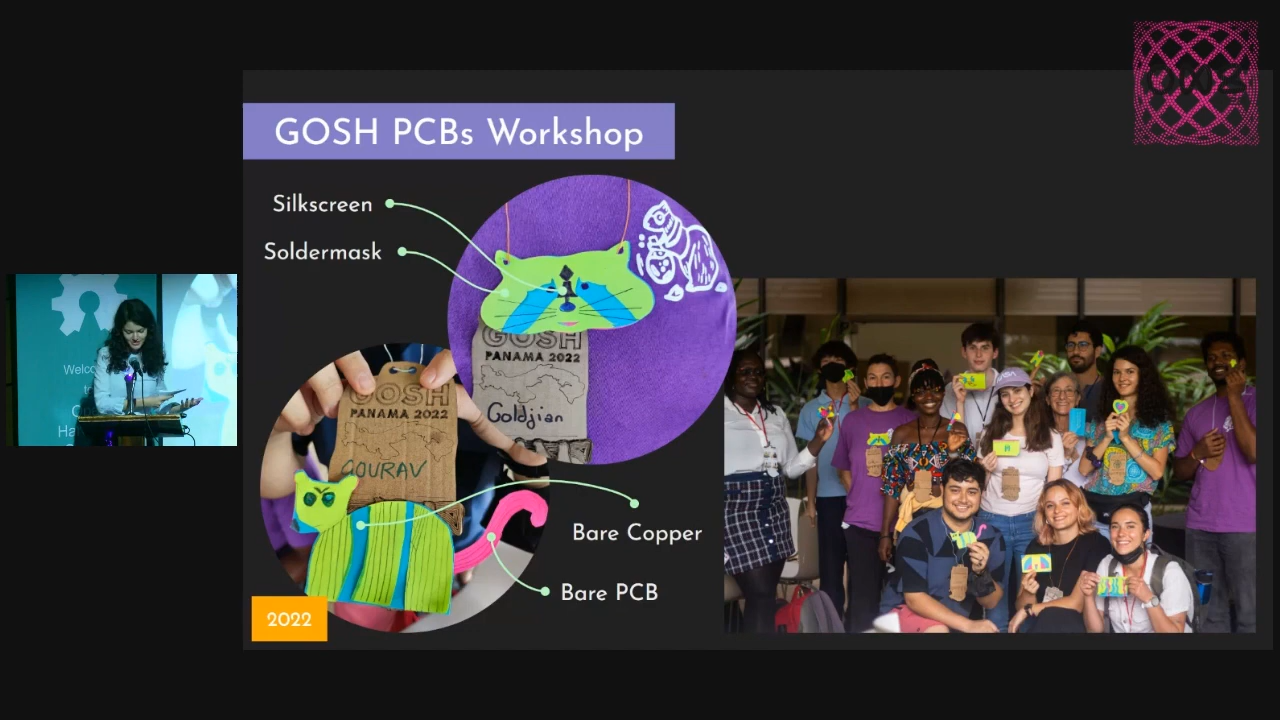 GOSH PCBs Workshop
Silkscreen
Soldermask
GOSH
PANAMA 2022
Goldjian
GOSH
PANAMA 2022
GOURAV
Bare Copper
Bare PCB
2022